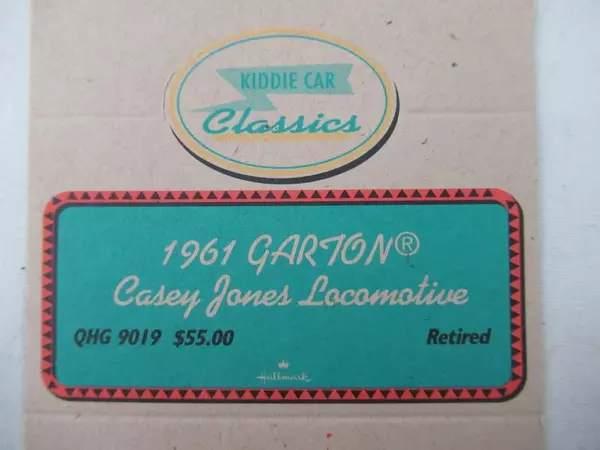 KIDDIE CAR
Classics
1961 GARTON®
Casey Jones Locomotive
QHG 9019 $55.00 Retired
Hallmark